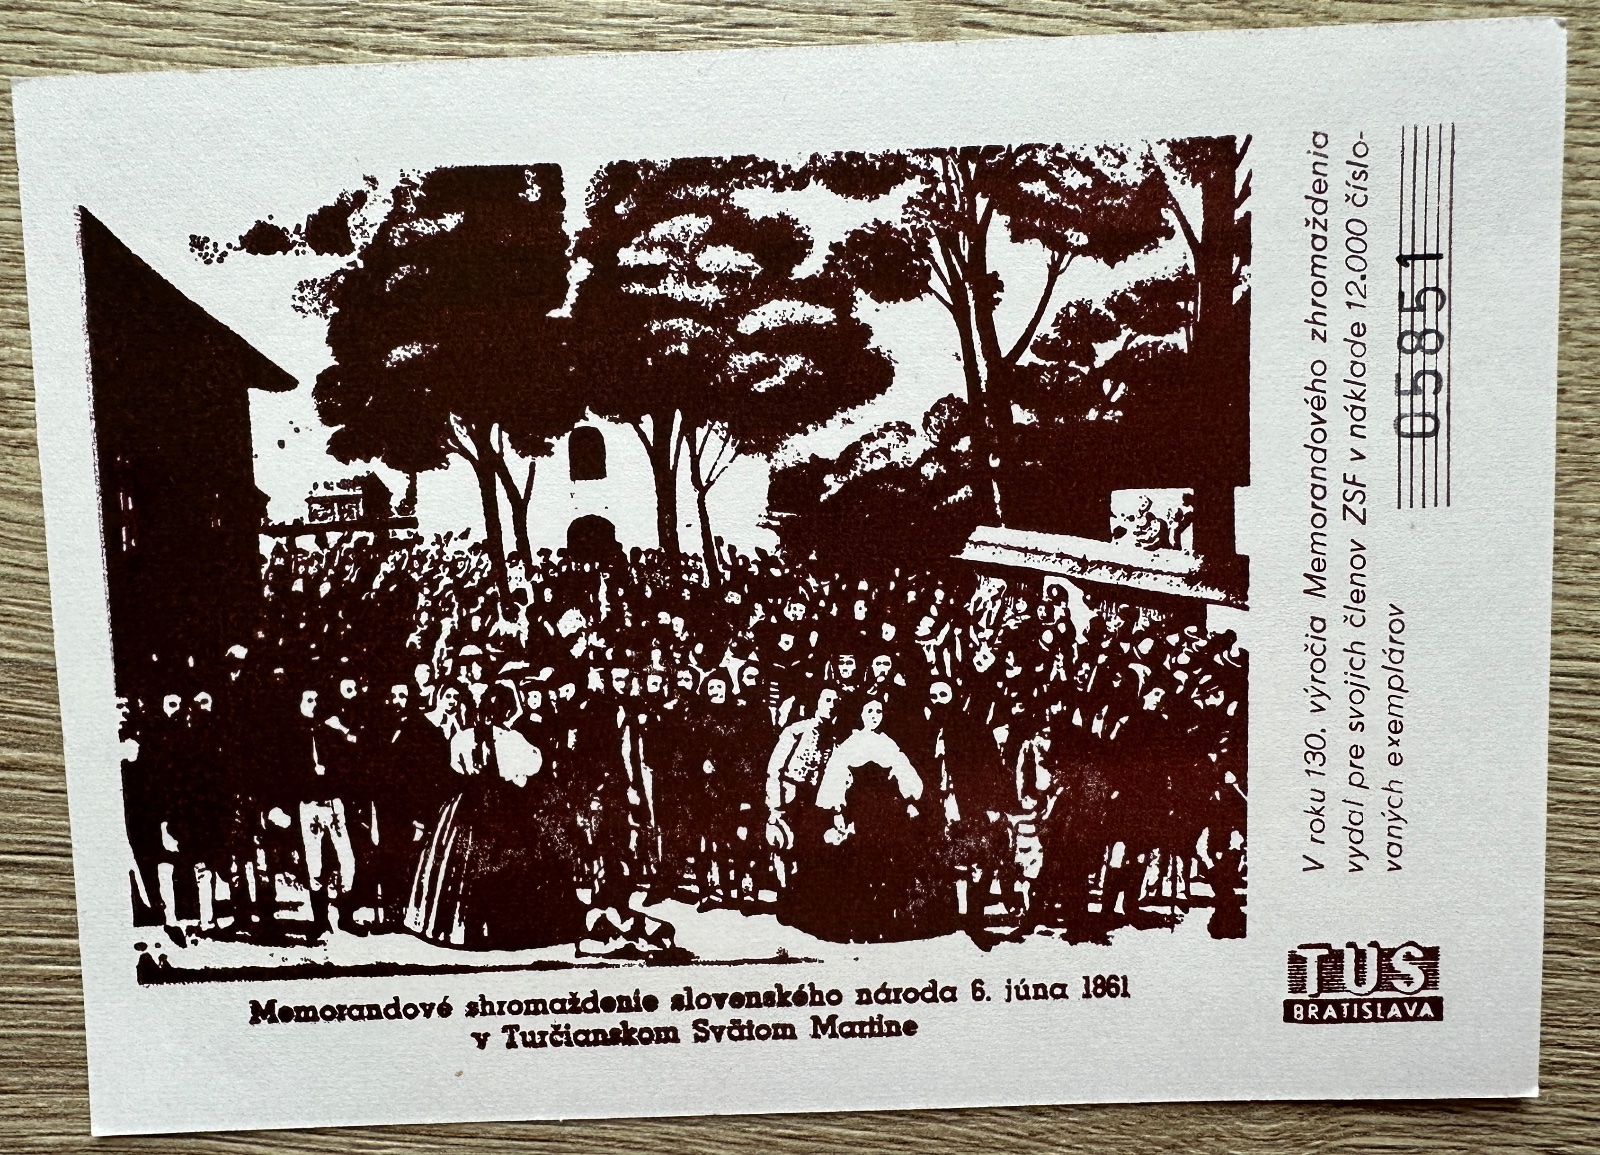 Memorandové shromaždenie slovenského národa 6. júna 1861
v Turčianskom Svätom Martine
V roku 130. výročia Memorandového zhromaždenia
vydal pre svojich členov ZSF v náklade 12.000 číslo-
vaných exemplárov
05851
TUS
BRATISLAVA